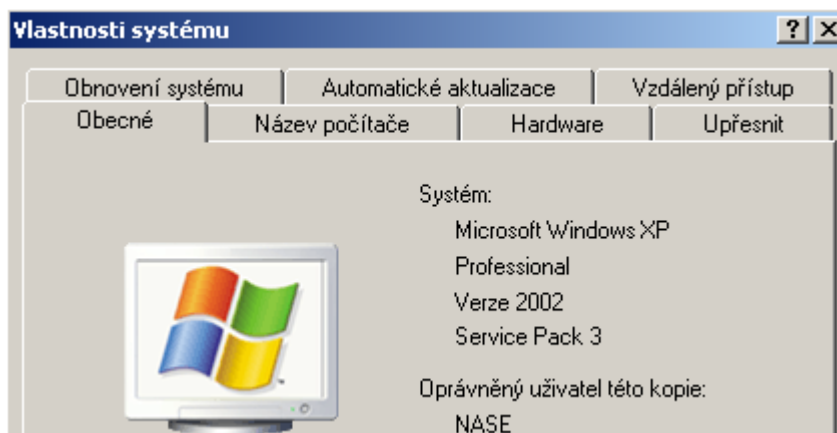 Vlastnosti systému
Obnovení systému Automatické aktualizace Vzdálený přístup
Obecné Název počítače Hardware Upřesnit
Systém:
Microsoft Windows XP
Professional
Verze 2002
Service Pack 3
Oprávněný uživatel této kopie:
NASE